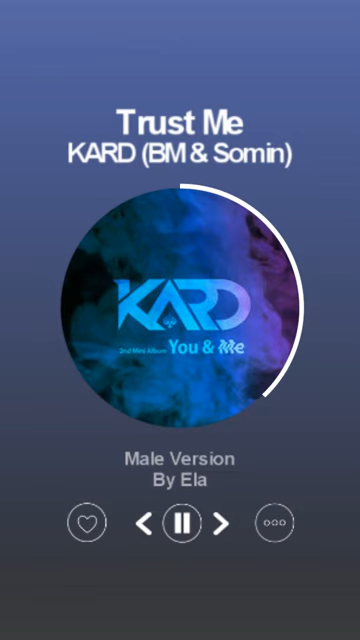 Trust Me
KARD (BM & Somin)
KARD
2nd Mini Album You & Me
Male Version
By Ela